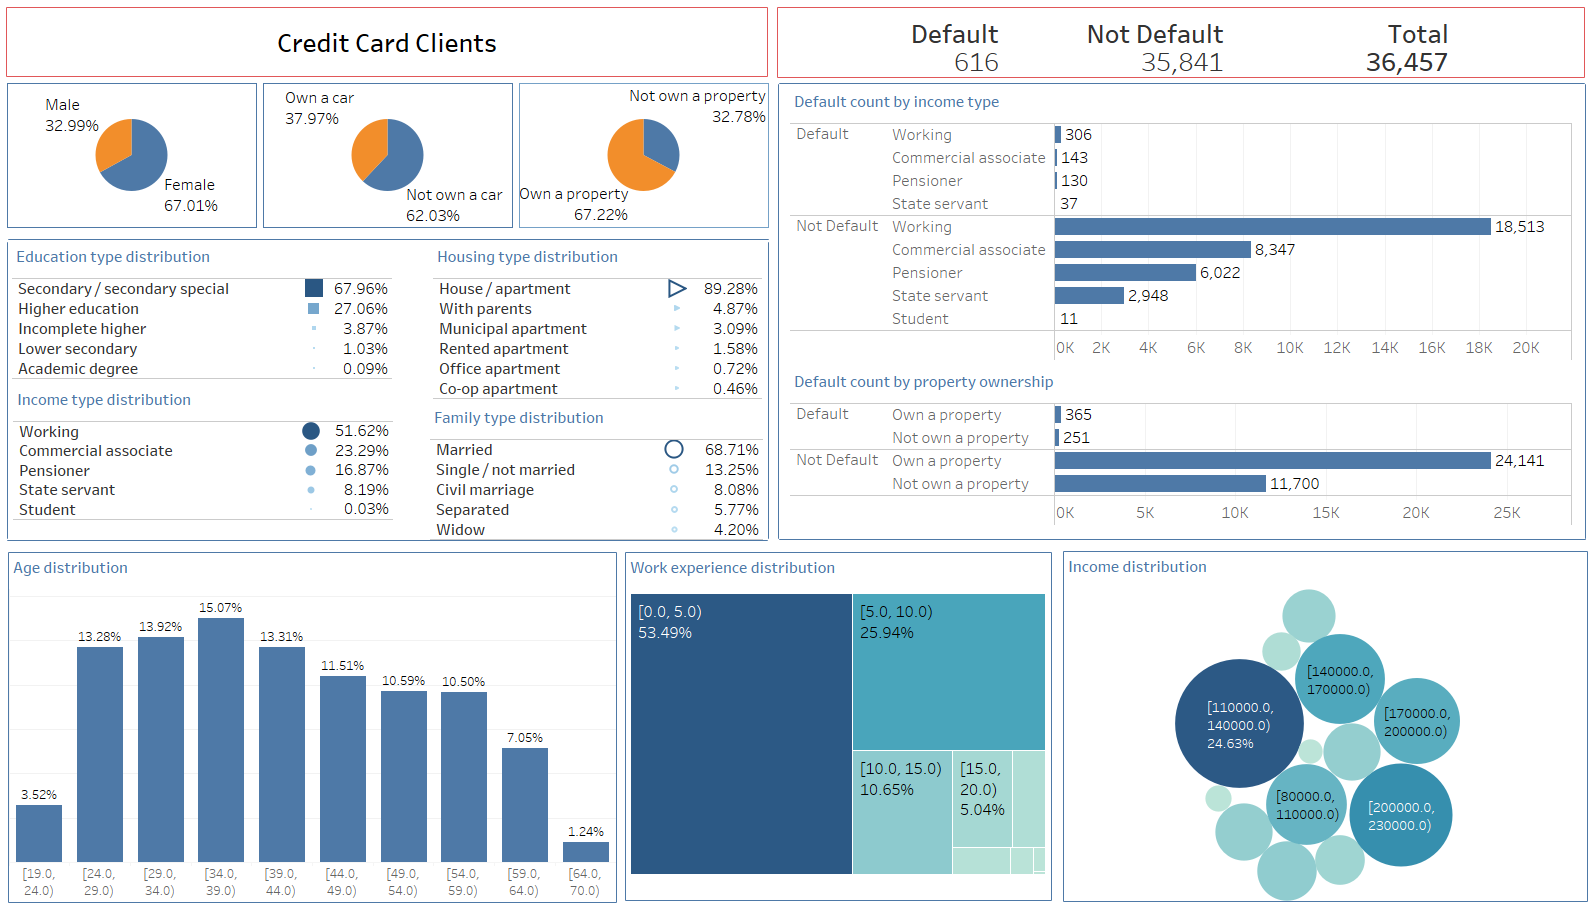 Credit Card Clients
Default
616
Not Default
35,841
Total
36,457
Male
32.99%
Female
67.01%
Own a car
37.97%
Not own a car
62.03%
Not own a property
32.78%
Own a property
67.22%
Education type distribution
Secondary / secondary special 67.96%
Higher education 27.06%
Incomplete higher 3.87%
Lower secondary 1.03%
Academic degree 0.09%
Income type distribution
Working 51.62%
Commercial associate 23.29%
Pensioner 16.87%
State servant 8.19%
Student 0.03%
Housing type distribution
House / apartment 89.28%
With parents 4.87%
Municipal apartment 3.09%
Rented apartment 1.58%
Office apartment 0.72%
Co-op apartment 0.46%
Family type distribution
Married 68.71%
Single / not married 13.25%
Civil marriage 8.08%
Separated 5.77%
Widow 4.20%
Default count by income type
Default Working 306
Commercial associate 143
Pensioner 130
State servant 37
Not Default Working 18,513
Commercial associate 8,347
Pensioner 6,022
State servant 2,948
Student 11
0K 2K 4K 6K 8K 10K 12K 14K 16K 18K 20K
Default count by property ownership
Default Own a property 365
Not own a property 251
Not Default Own a property 24,141
Not own a property 11,700
0K 5K 10K 15K 20K 25K
Age distribution
3.52% 13.28% 13.92% 15.07% 13.31% 11.51% 10.59% 10.50% 7.05% 1.24%
[19.0, [24.0, [29.0, [34.0, [39.0, [44.0, [49.0, [54.0, [59.0, [64.0,
24.0) 29.0) 34.0) 39.0) 44.0) 49.0) 54.0) 59.0) 64.0) 70.0)
Work experience distribution
[0.0, 5.0)
53.49%
[5.0, 10.0)
25.94%
[10.0, 15.0)
10.65%
[15.0,
20.0)
5.04%
Income distribution
[140000.0,
170000.0)
[110000.0,
140000.0)
24.63%
[170000.0,
200000.0)
[80000.0,
110000.0)
[200000.0,
230000.0)